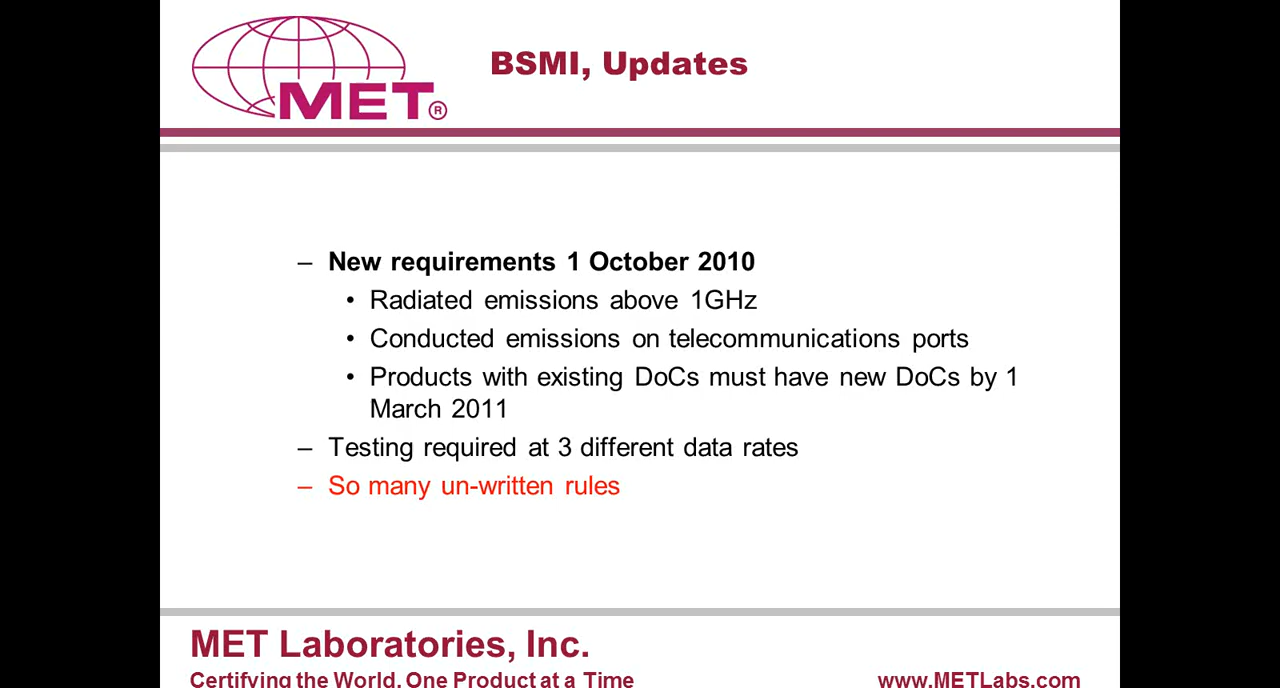 MET®
BSMI, Updates
– New requirements 1 October 2010
• Radiated emissions above 1GHz
• Conducted emissions on telecommunications ports
• Products with existing DoCs must have new DoCs by 1
March 2011
– Testing required at 3 different data rates
– So many un-written rules
MET Laboratories, Inc.
Certifying the World, One Product at a Time
www.METLabs.com